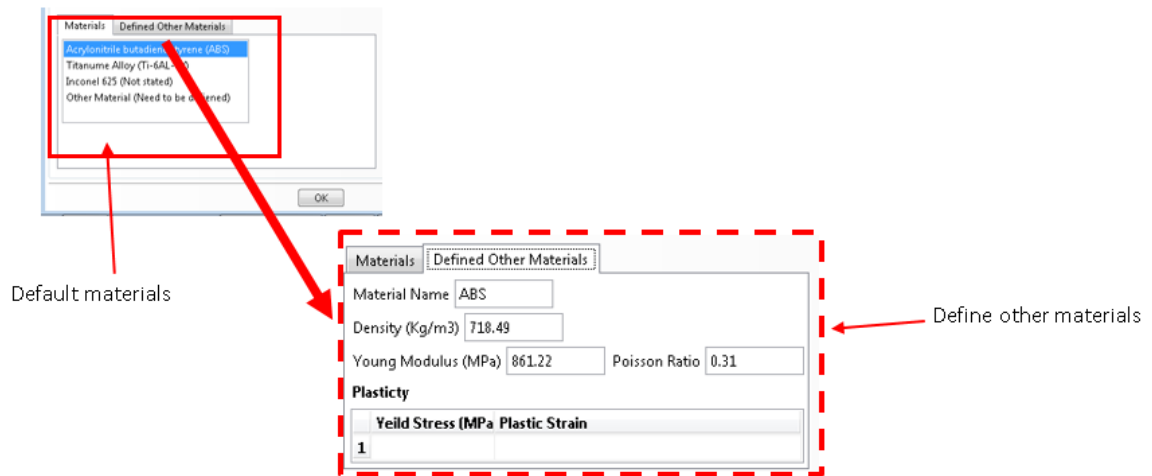 Materials Defined Other Materials
Acrylonitrile butadiene styrene (ABS)
Titanume Alloy (Ti-6AL-
Inconel 625 (Not stated)
Other Material (Need to be defiened)
OK
Default materials
Materials Defined Other Materials
Material Name ABS
Density (Kg/m3) 718.49
Young Modulus (MPa) 861.22 Poisson Ratio 0.31
Plasticty
Yeild Stress (MPa Plastic Strain
1
Define other materials